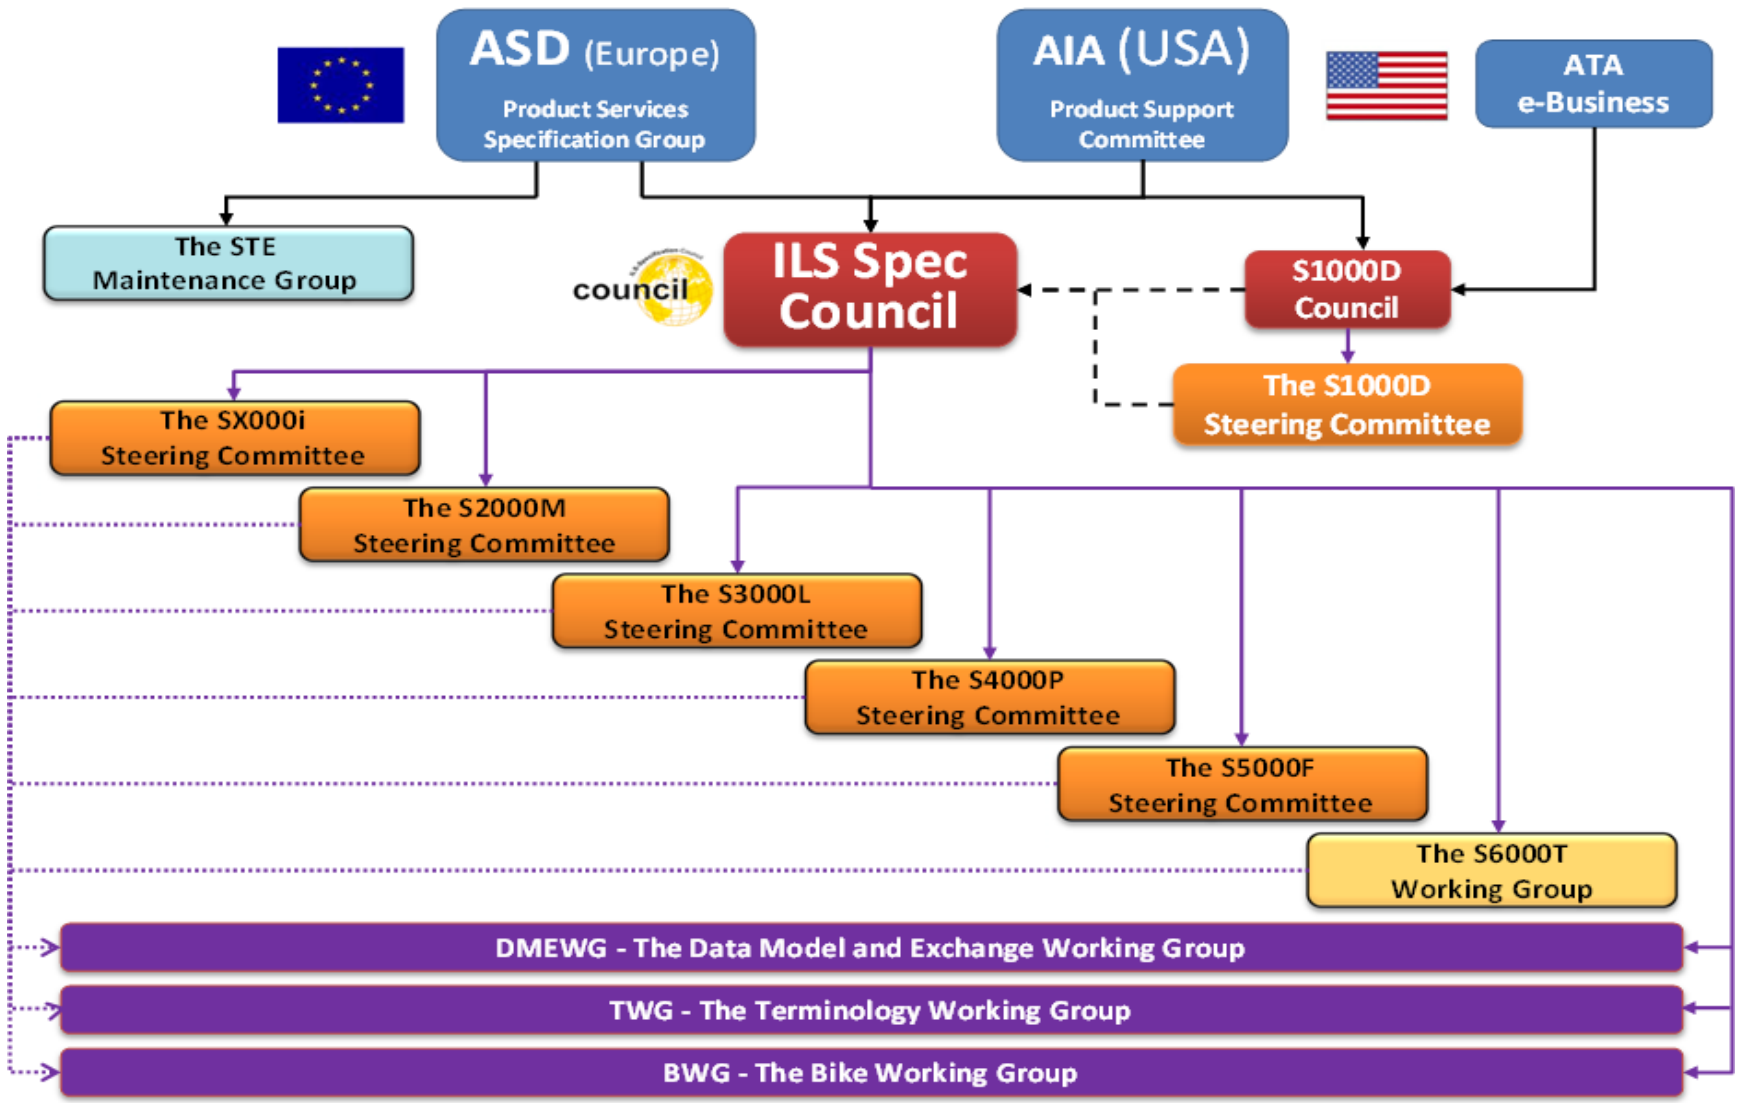 ASD (Europe)
Product Services
Specification Group
AIA (USA)
Product Support
Committee
ATA
e-Business
The STE
Maintenance Group
council
ILS Spec
Council
S1000D
Council
The S1000D
Steering Committee
The SX000i
Steering Committee
The S2000M
Steering Committee
The S3000L
Steering Committee
The S4000P
Steering Committee
The S5000F
Steering Committee
The S6000T
Working Group
DMEWG - The Data Model and Exchange Working Group
TWG - The Terminology Working Group
BWG - The Bike Working Group